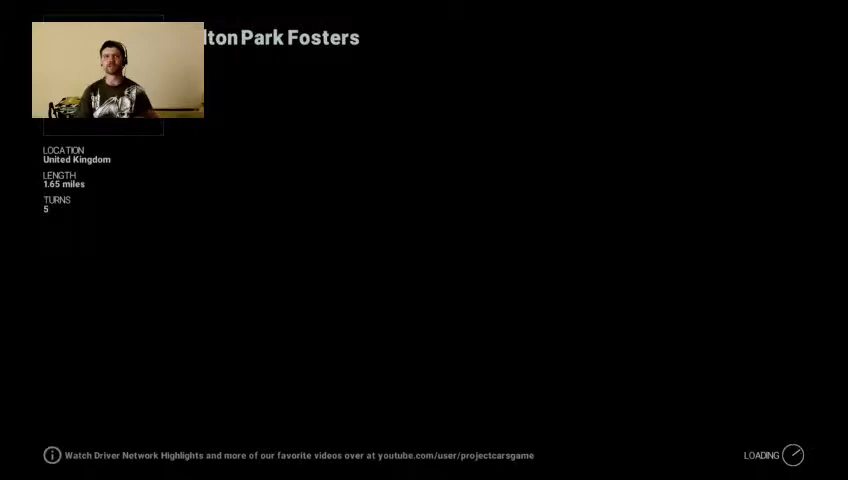 lton Park Fosters
LOCATION
United Kingdom
LENGTH
1.65 miles
TURNS
5
Watch Driver Network Highlights and more of our favorite videos over at youtube.com/user/projectcarsgame
LOADING